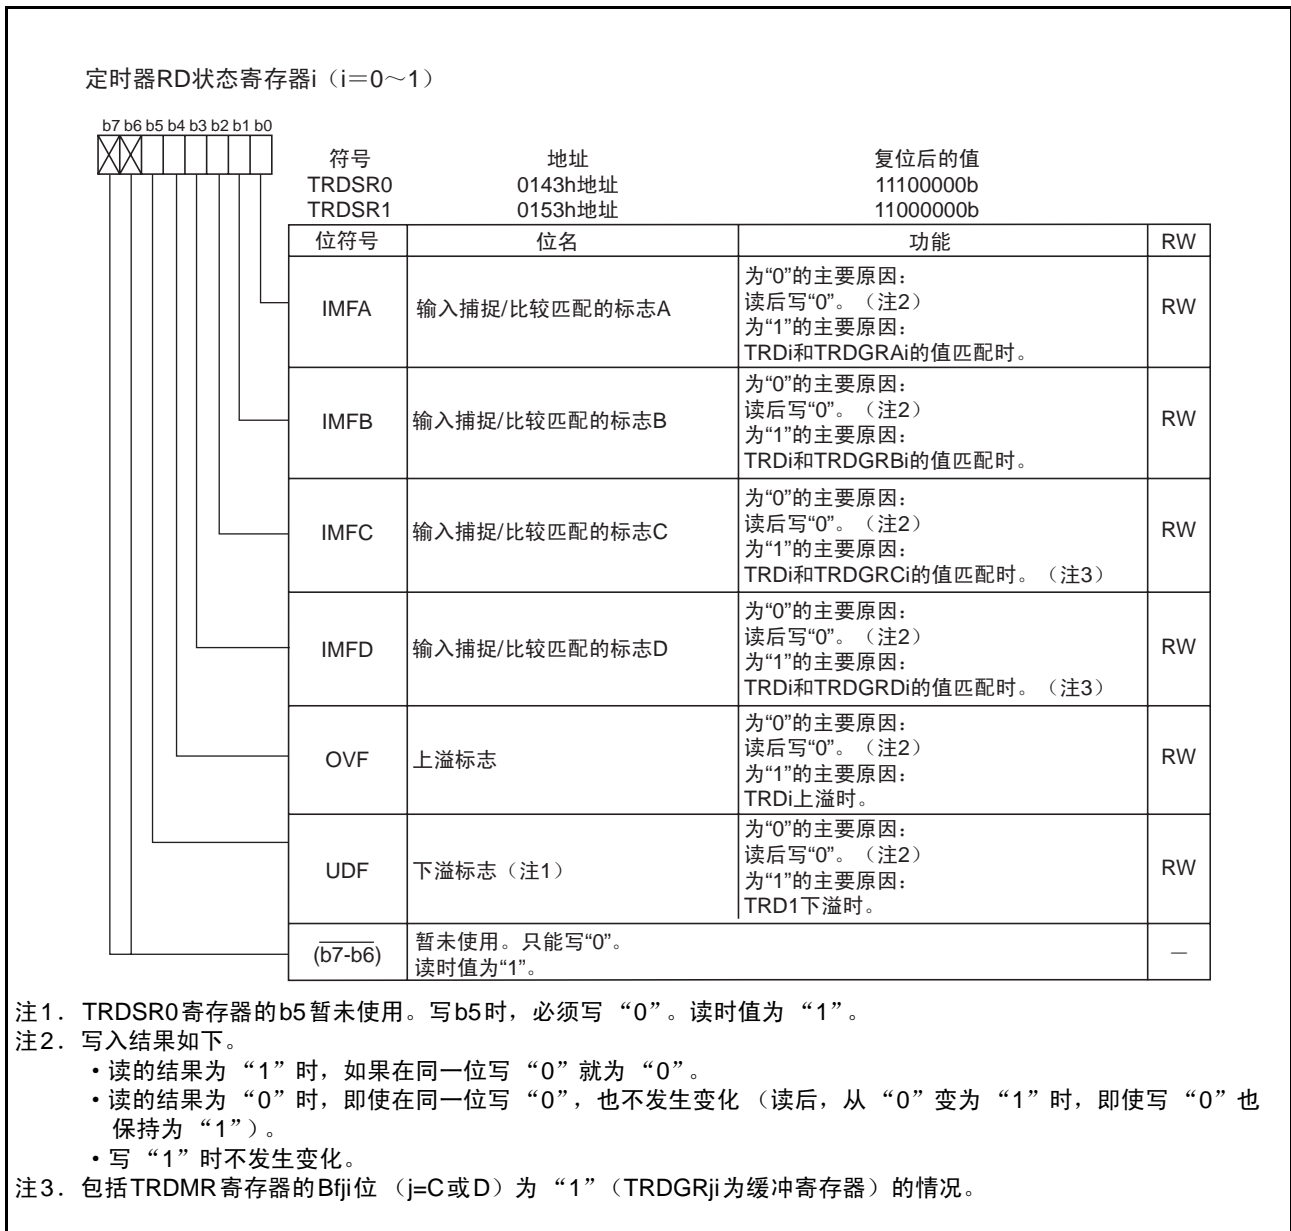 定时器RD状态寄存器i（i＝0～1）
b7 b6 b5 b4 b3 b2 b1 b0
符号 地址 复位后的值
TRDSR0 0143h地址 11100000b
TRDSR1 0153h地址 11000000b
位符号 位名 功能 RW
IMFA 输入捕捉/比较匹配的标志A 为“0”的主要原因： RW
读后写“0”。（注2）
为“1”的主要原因：
TRDi和TRDGRAi的值匹配时。
IMFB 输入捕捉/比较匹配的标志B 为“0”的主要原因： RW
读后写“0”。（注2）
为“1”的主要原因：
TRDi和TRDGRBi的值匹配时。
IMFC 输入捕捉/比较匹配的标志C 为“0”的主要原因： RW
读后写“0”。（注2）
为“1”的主要原因：
TRDi和TRDGRCi的值匹配时。（注3）
IMFD 输入捕捉/比较匹配的标志D 为“0”的主要原因： RW
读后写“0”。（注2）
为“1”的主要原因：
TRDi和TRDGRDi的值匹配时。（注3）
OVF 上溢标志 为“0”的主要原因： RW
读后写“0”。（注2）
为“1”的主要原因：
TRDi上溢时。
UDF 下溢标志（注1） 为“0”的主要原因： RW
读后写“0”。（注2）
为“1”的主要原因：
TRD1下溢时。
(b7-b6) 暂未使用。只能写“0”。 —
读时值为“1”。
注1. TRDSR0寄存器的b5暂未使用。写b5时，必须写“0”。读时值为“1”。
注2. 写入结果如下。
•读的结果为“1”时，如果在同一位写“0”就为“0”。
•读的结果为“0”时，即使在同一位写“0”，也不发生变化（读后，从“0”变为“1”时，即使写“0”也
保持为“1”）。
•写“1”时不发生变化。
注3. 包括TRDMR寄存器的Bfji位（j=C或D）为“1”（TRDGRji为缓冲寄存器）的情况。